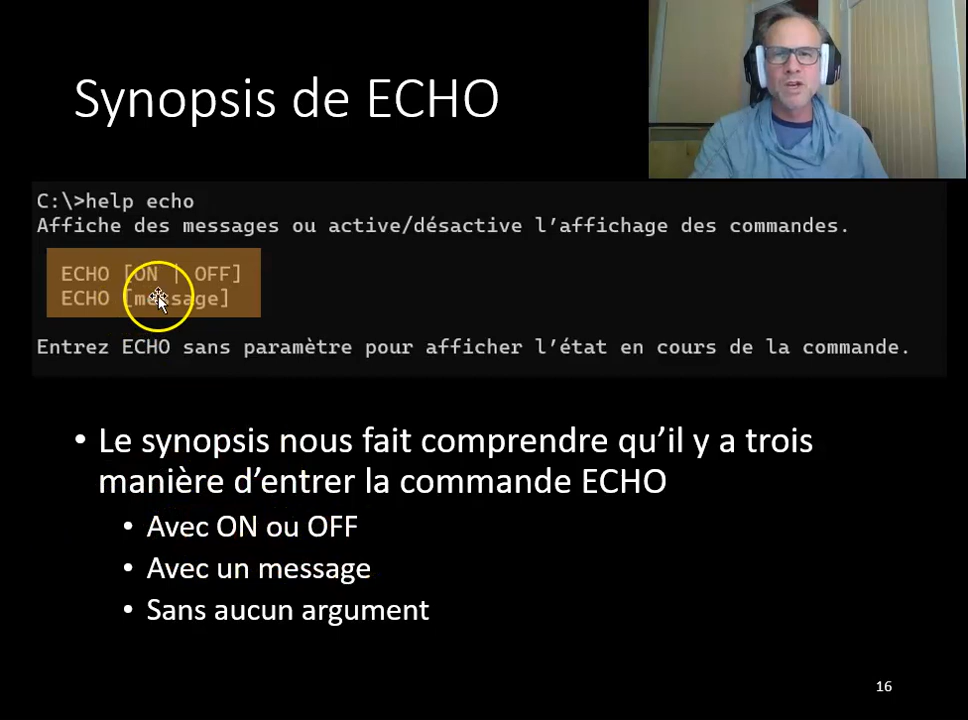 Synopsis de ECHO
C:\>help echo
Affiche des messages ou active/désactive l'affichage des commandes.
ECHO [ON | OFF]
ECHO [message]
Entrez ECHO sans paramètre pour afficher l'état en cours de la commande.
• Le synopsis nous fait comprendre qu'il y a trois
manière d'entrer la commande ECHO
• Avec ON ou OFF
• Avec un message
• Sans aucun argument
16